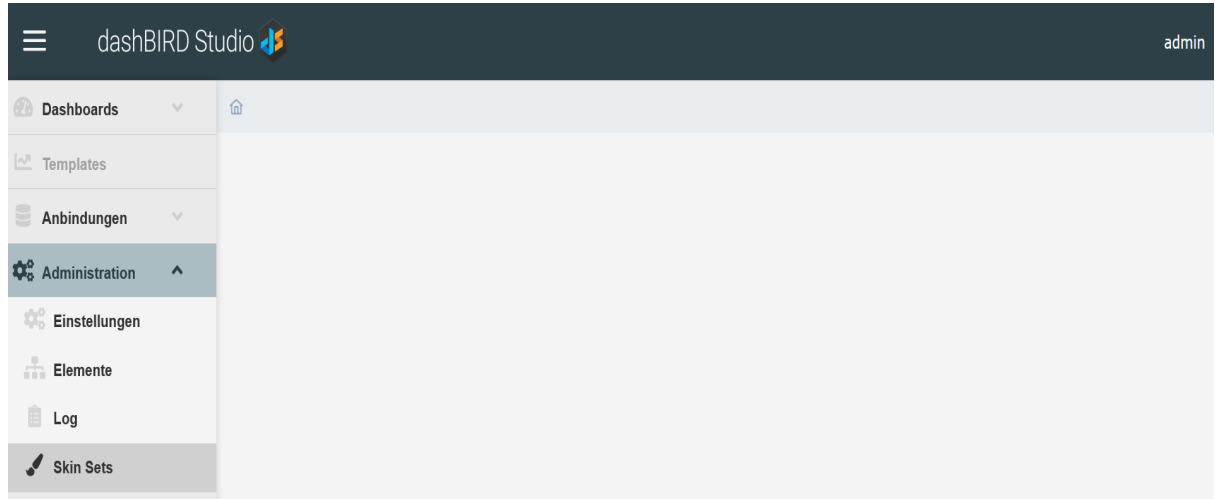 dashBIRD Studio
admin
Dashboards
Templates
Anbindungen
Administration
Einstellungen
Elemente
Log
Skin Sets